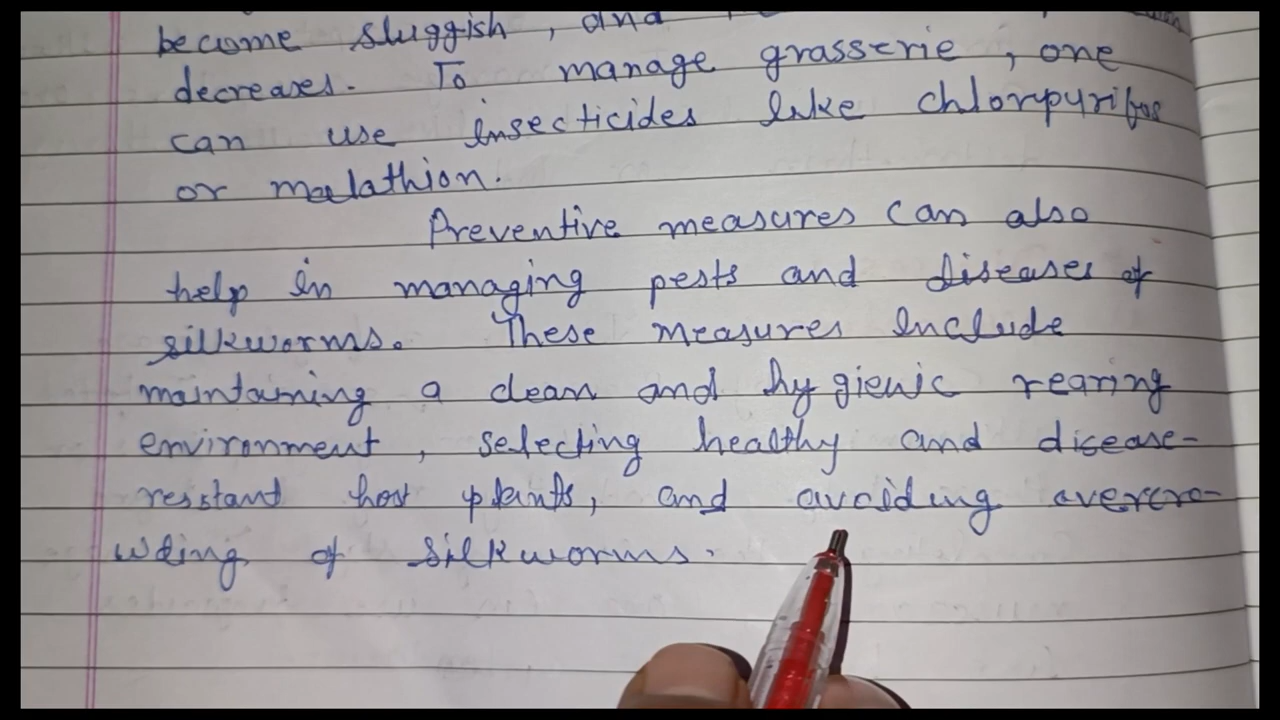 become sluggish, and
decreases. To manage grasserie, one
can use insecticides like chlorpyrifos
or malathion.
Preventive measures can also
help in managing pests and diseases of
silkworms. These measures include
maintaining a clean and hygienic rearing
environment, selecting healthy and disease-
resistant host plants, and avoiding overcro-
wding of silkworms.